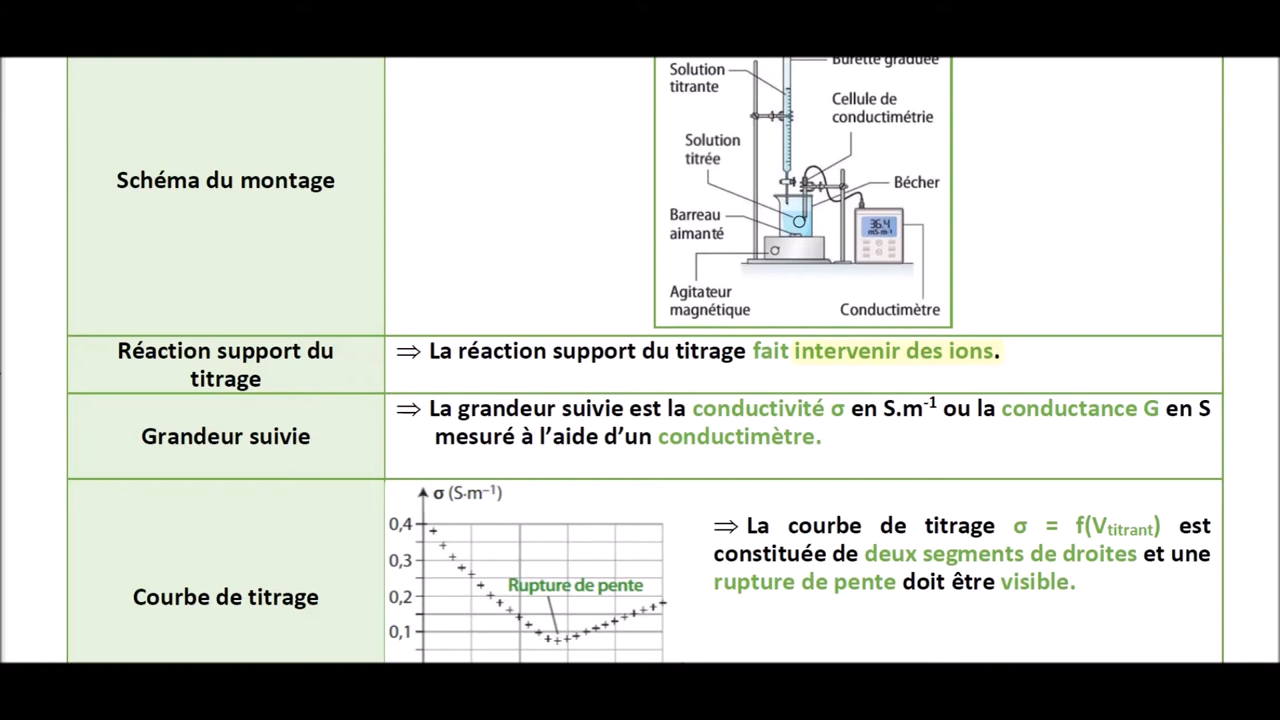 Burette graduée
Solution
titrante
Cellule de
conductimétrie
Solution
titrée
Schéma du montage
Bécher
Barreau
aimanté
36.4
mS·m⁻¹
Agitateur
magnétique
Conductimètre
Réaction support du
titrage
⇒ La réaction support du titrage fait intervenir des ions.
Grandeur suivie
⇒ La grandeur suivie est la conductivité σ en S.m⁻¹ ou la conductance G en S
mesuré à l’aide d’un conductimètre.
Courbe de titrage
σ (S·m⁻¹)
0,4
0,3
0,2
0,1
Rupture de pente
⇒ La courbe de titrage σ = f(Vtitrant) est
constituée de deux segments de droites et une
rupture de pente doit être visible.